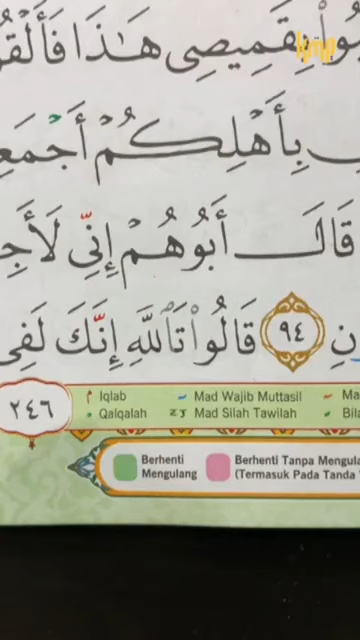 بِقَمِيصِى هَـٰذَا فَأَلْقُو
بِأَهْلِكُمْ أَجْمَعِ
قَالَ أَبُوهُمْ إِنِّى لَأَجِ
نِ ٩٤ قَالُوا۟ تَٱللَّهِ إِنَّكَ لَفِى
٢٤٦
Iqlab
Mad Wajib Muttasil
Qalqalah
Mad Silah Tawilah
Berhenti
Mengulang
Berhenti Tanpa Mengula
(Termasuk Pada Tanda